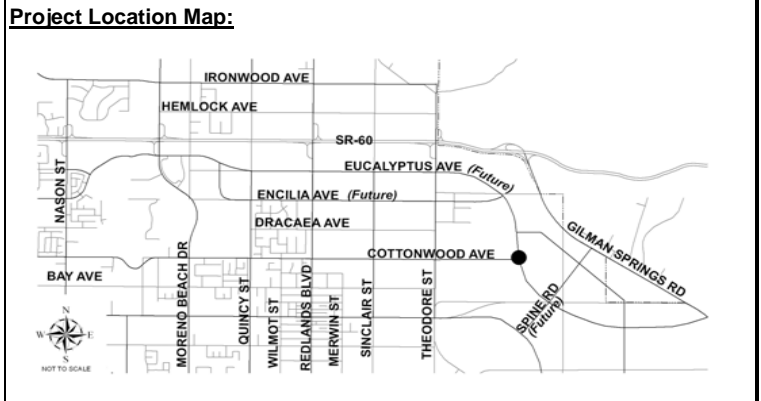 Project Location Map:
IRONWOOD AVE
HEMLOCK AVE
SR-60
EUCALYPTUS AVE (Future)
(Future)
ENCILIA AVE (Future)
DRACAEA AVE
COTTONWOOD AVE
GILMAN SPRINGS RD
NASON ST
BAY AVE
MORENO BEACH DR
QUINCY ST
WILMOT ST
REDLANDS BLVD
MERWIN ST
SINCLAIR ST
THEODORE ST
SPINE RD
(Future)
N
W E
S
NOT TO SCALE